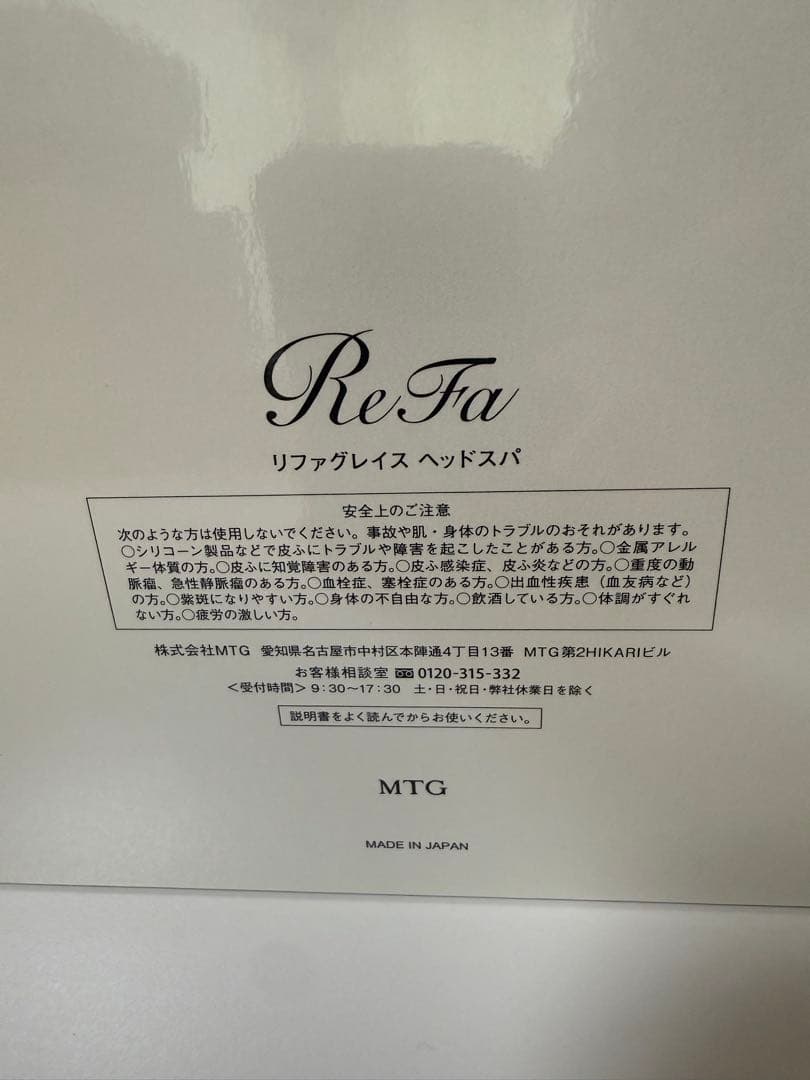 ReFa
リファグレイス ヘッドスパ
安全上のご注意
次のような方は使用しないでください。事故や肌・身体のトラブルのおそれがあります。
○シリコーン製品などで皮ふにトラブルや障害を起こしたことがある方。○金属アレル
ギー体質の方。○皮ふに知覚障害のある方。○皮ふ感染症、皮ふ炎などの方。○重度の動
脈瘤、急性静脈瘤のある方。○血栓症、塞栓症のある方。○出血性疾患（血友病など）
の方。○紫斑になりやすい方。○身体の不自由な方。○飲酒している方。○体調がすぐれ
ない方。○疲労の激しい方。
株式会社MTG 愛知県名古屋市中村区本陣通4丁目13番 MTG第2HIKARIビル
お客様相談室 0120-315-332
＜受付時間＞9:30〜17:30 土・日・祝日・弊社休業日を除く
説明書をよく読んでからお使いください。
MTG
MADE IN JAPAN